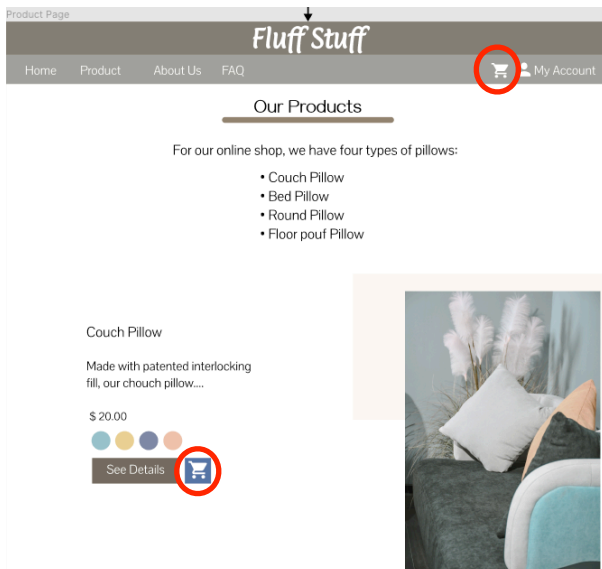 Product Page
Fluff Stuff
Home Product About Us FAQ My Account
Our Products
For our online shop, we have four types of pillows:
• Couch Pillow
• Bed Pillow
• Round Pillow
• Floor pouf Pillow
Couch Pillow
Made with patented interlocking
fill, our chouch pillow....
$ 20.00
See Details